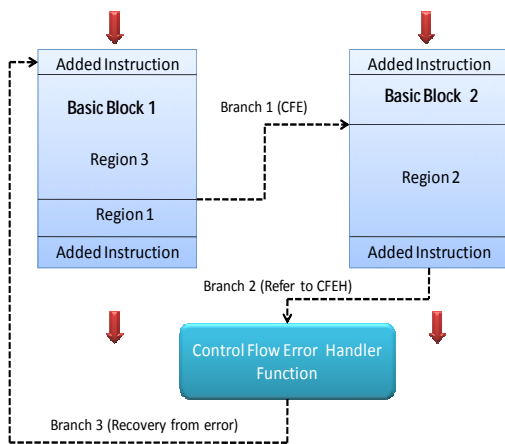 Added Instruction
Basic Block 1
Region 3
Region 1
Added Instruction
Branch 1 (CFE)
Added Instruction
Basic Block 2
Region 2
Added Instruction
Branch 2 (Refer to CFEH)
Control Flow Error Handler
Function
Branch 3 (Recovery from error)